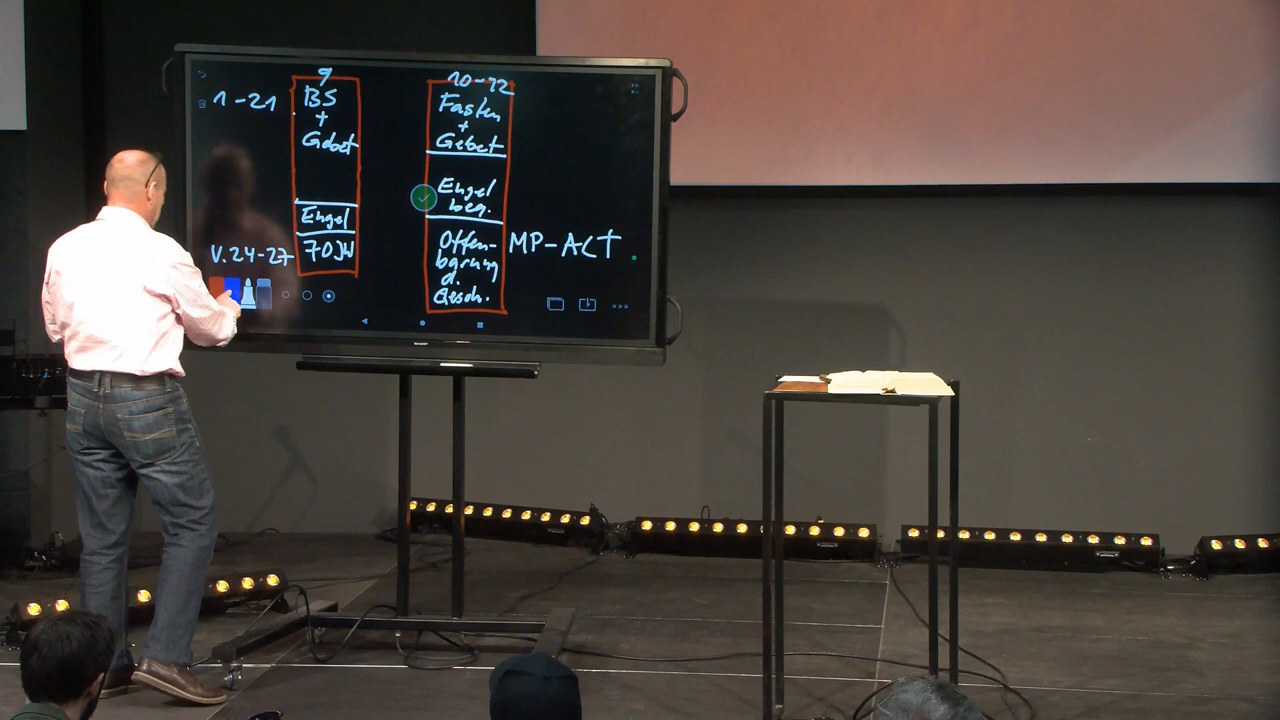 9
1-21
BS
+
Gebet
Engel
V.24-27
70JW
10-12
Fasten
+
Gebet
Engel
beg.
Offen-
barung
d.
Gesch.
MP-ACT
SHARP